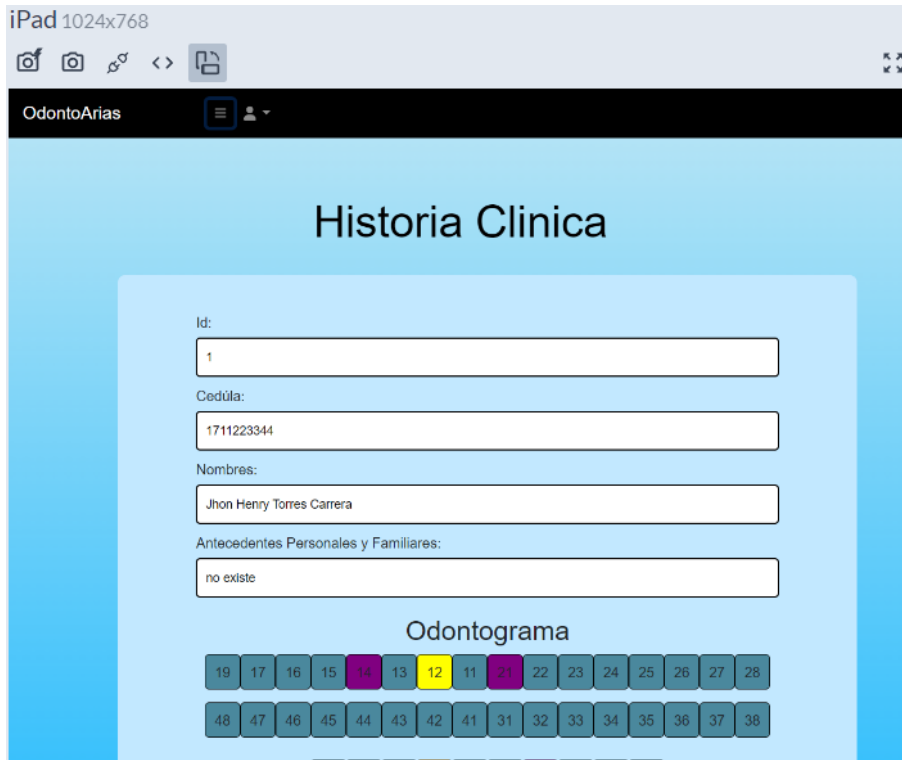 iPad 1024x768
OdontoArias
Historia Clinica
Id:
1
Cedúla:
1711223344
Nombres:
Jhon Henry Torres Carrera
Antecedentes Personales y Familiares:
no existe
Odontograma
19 17 16 15 14 13 12 11 21 22 23 24 25 26 27 28
48 47 46 45 44 43 42 41 31 32 33 34 35 36 37 38